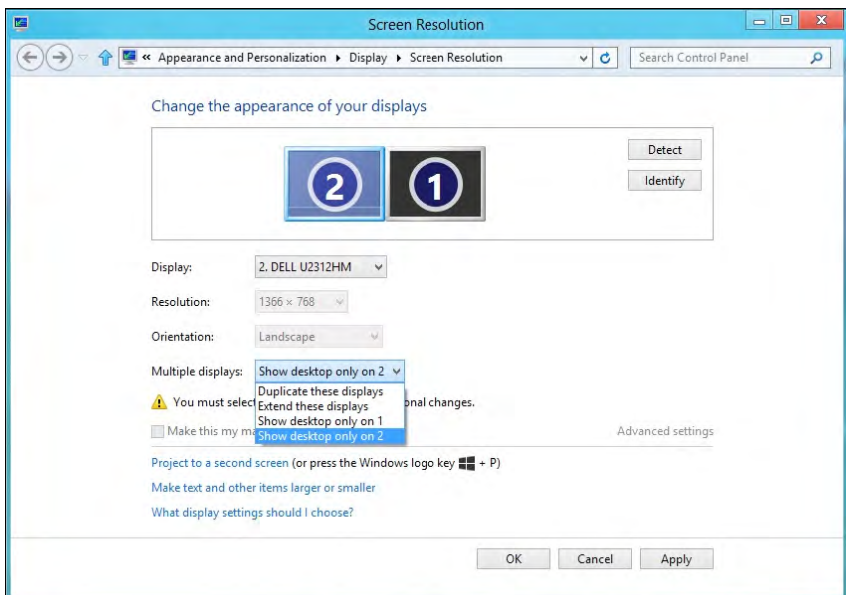 Screen Resolution
« Appearance and Personalization Display Screen Resolution Search Control Panel
Change the appearance of your displays
2 1
Detect
Identify
Display: 2. DELL U2312HM
Resolution: 1366 × 768
Orientation: Landscape
Multiple displays: Show desktop only on 2
Duplicate these displays
Extend these displays
Show desktop only on 1
Show desktop only on 2
You must select onal changes.
Make this my ma Advanced settings
Project to a second screen (or press the Windows logo key + P)
Make text and other items larger or smaller
What display settings should I choose?
OK Cancel Apply